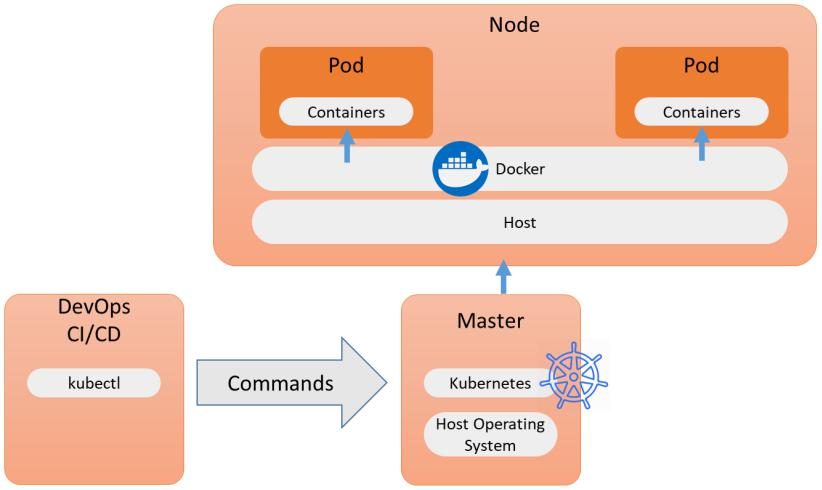 Node
Pod
Pod
Containers
Containers
Docker
Host
DevOps
CI/CD
kubectl
Commands
Master
Kubernetes
Host Operating
System